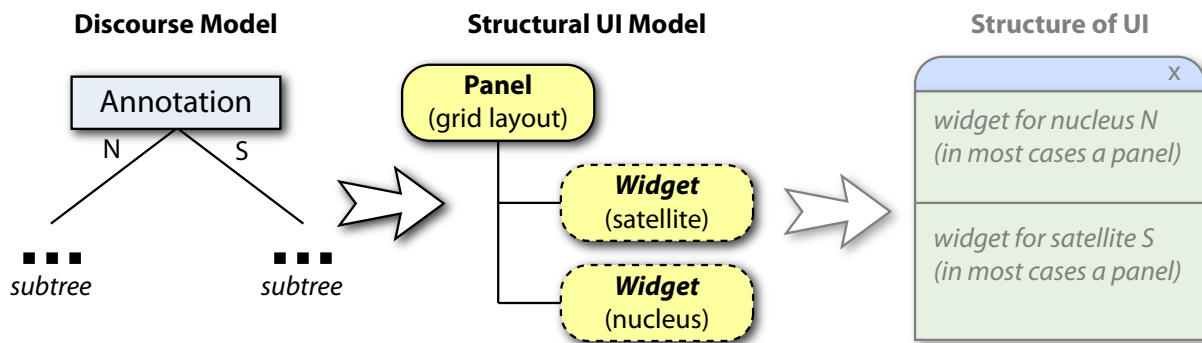 Discourse Model
Annotation
N
S
subtree
subtree
Structural UI Model
Panel
(grid layout)
Widget
(satellite)
Widget
(nucleus)
Structure of UI
x
widget for nucleus N
(in most cases a panel)
widget for satellite S
(in most cases a panel)